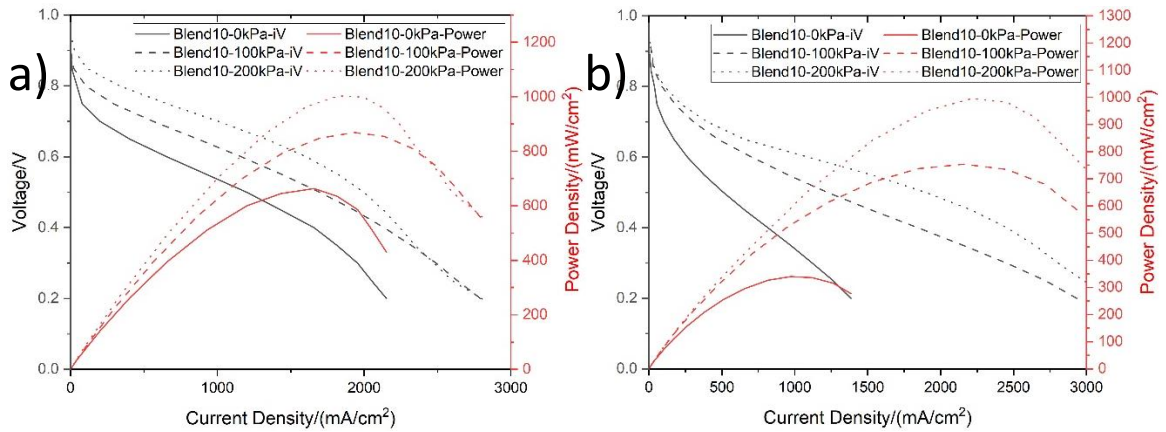 a)
Blend10-0kPa-iV Blend10-0kPa-Power
Blend10-100kPa-iV Blend10-100kPa-Power
Blend10-200kPa-iV Blend10-200kPa-Power
1.0
0.8
0.6
0.4
0.2
0.0
Voltage/V
0 1000 2000 3000
Current Density/(mA/cm²)
1200
1000
800
600
400
200
0
Power Density/(mW/cm²)
b)
Blend10-0kPa-iV Blend10-0kPa-Power
Blend10-100kPa-iV Blend10-100kPa-Power
Blend10-200kPa-iV Blend10-200kPa-Power
1.0
0.8
0.6
0.4
0.2
0.0
Voltage/V
0 500 1000 1500 2000 2500 3000
Current Density/(mA/cm²)
1300
1200
1100
1000
900
800
700
600
500
400
300
200
100
0
Power Density/(mW/cm²)